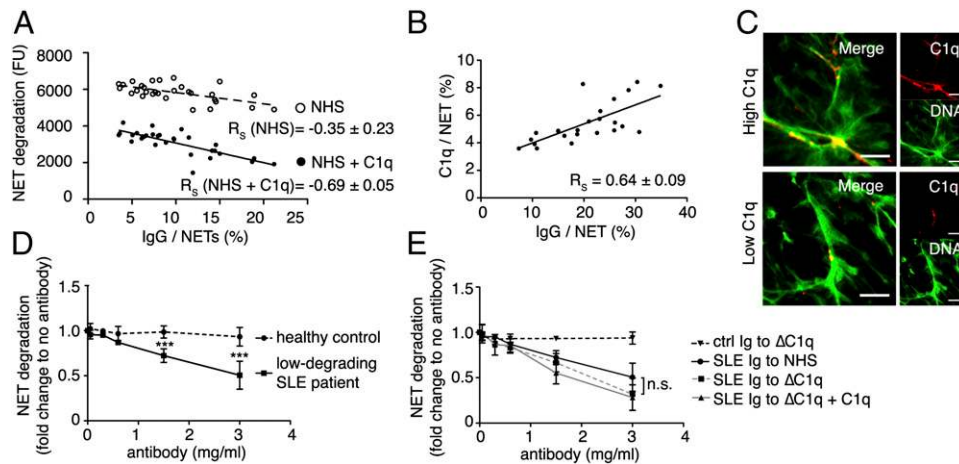 A
NET degradation (FU)
8000
6000
4000
2000
0
0 5 10 15 20 25
IgG / NETs (%)
NHS
R_S (NHS)= -0.35 ± 0.23
NHS + C1q
R_S (NHS + C1q)= -0.69 ± 0.05
B
C1q / NET (%)
10
8
6
4
2
0
0 10 20 30 40
IgG / NET (%)
R_S = 0.64 ± 0.09
C
High C1q
Merge
C1q
DNA
Low C1q
Merge
C1q
DNA
D
NET degradation
(fold change to no antibody)
1.5
1.0
0.5
0
0 1 2 3 4
antibody (mg/ml)
***
***
healthy control
low-degrading
SLE patient
E
NET degradation
(fold change to no antibody)
1.5
1.0
0.5
0
0 1 2 3 4
antibody (mg/ml)
n.s.
ctrl Ig to ΔC1q
SLE Ig to NHS
SLE Ig to ΔC1q
SLE Ig to ΔC1q + C1q